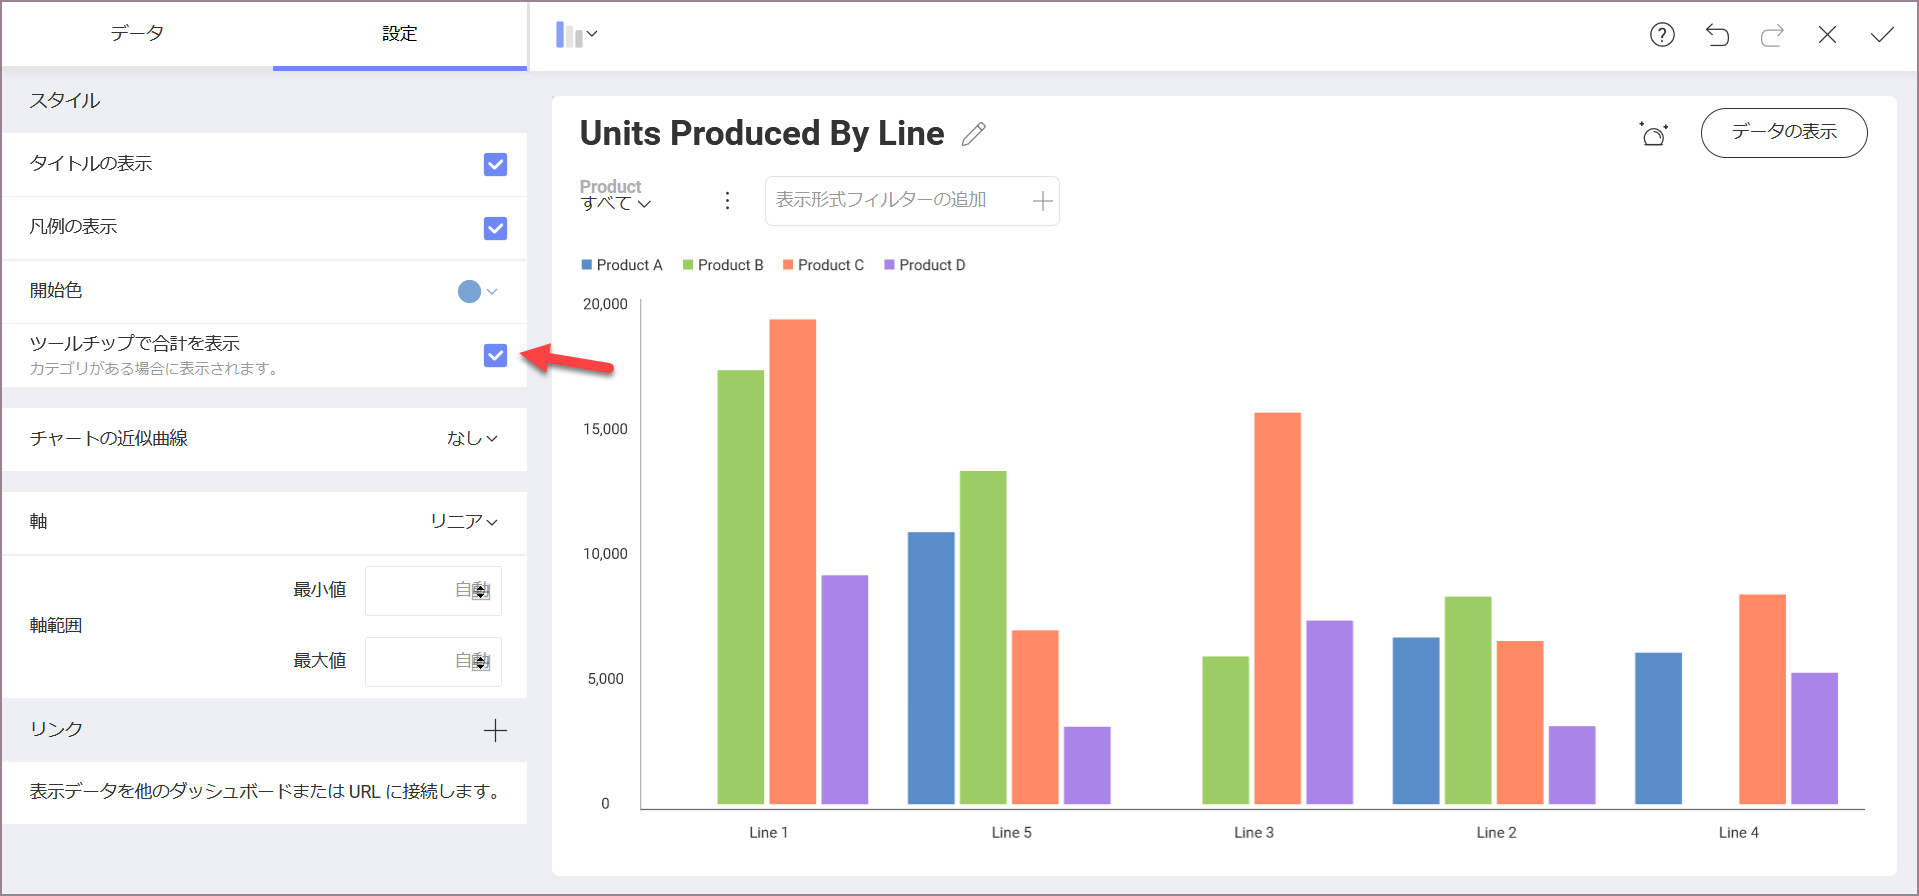 データ
設定
スタイル
タイトルの表示
凡例の表示
開始色
ツールチップで合計を表示
カテゴリがある場合に表示されます。
チャートの近似曲線
なし
軸
リニア
軸範囲
最小値
自動
最大値
自動
リンク
表示データを他のダッシュボードまたは URL に接続します。
?
Units Produced By Line
データの表示
Product
すべて
表示形式フィルターの追加
Product A
Product B
Product C
Product D
20,000
15,000
10,000
5,000
0
Line 1
Line 5
Line 3
Line 2
Line 4